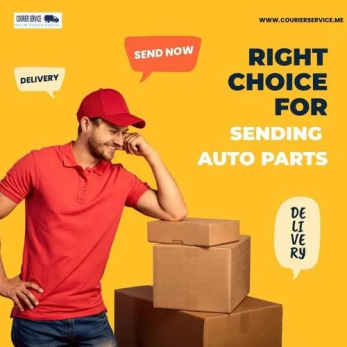 COURIER SERVICE
WWW.COURIERSERVICE.ME
SEND NOW
DELIVERY
RIGHT
CHOICE
FOR
SENDING
AUTO PARTS
DE
LI
VE
RY